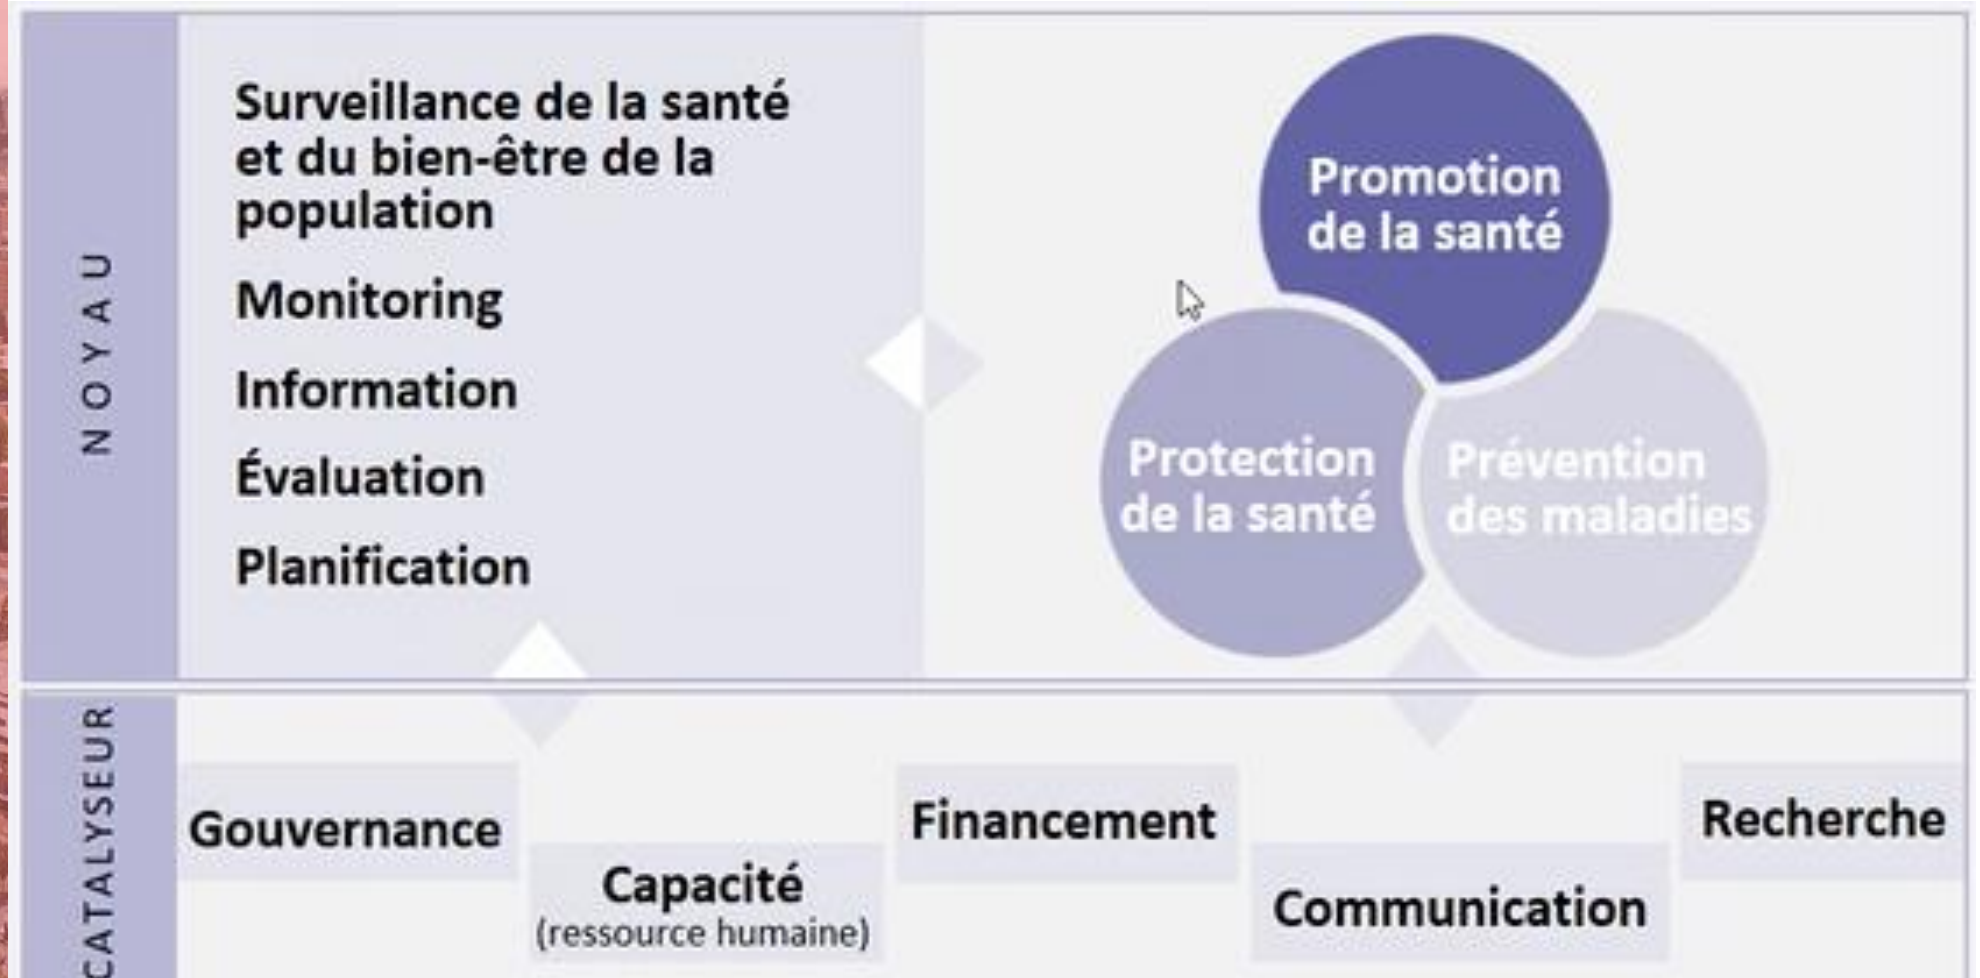 NOYAU
Surveillance de la santé
et du bien-être de la
population
Monitoring
Information
Évaluation
Planification
Promotion
de la santé
Protection
de la santé
Prévention
des maladies
CATALYSEUR
Gouvernance
Capacité
(ressource humaine)
Financement
Communication
Recherche